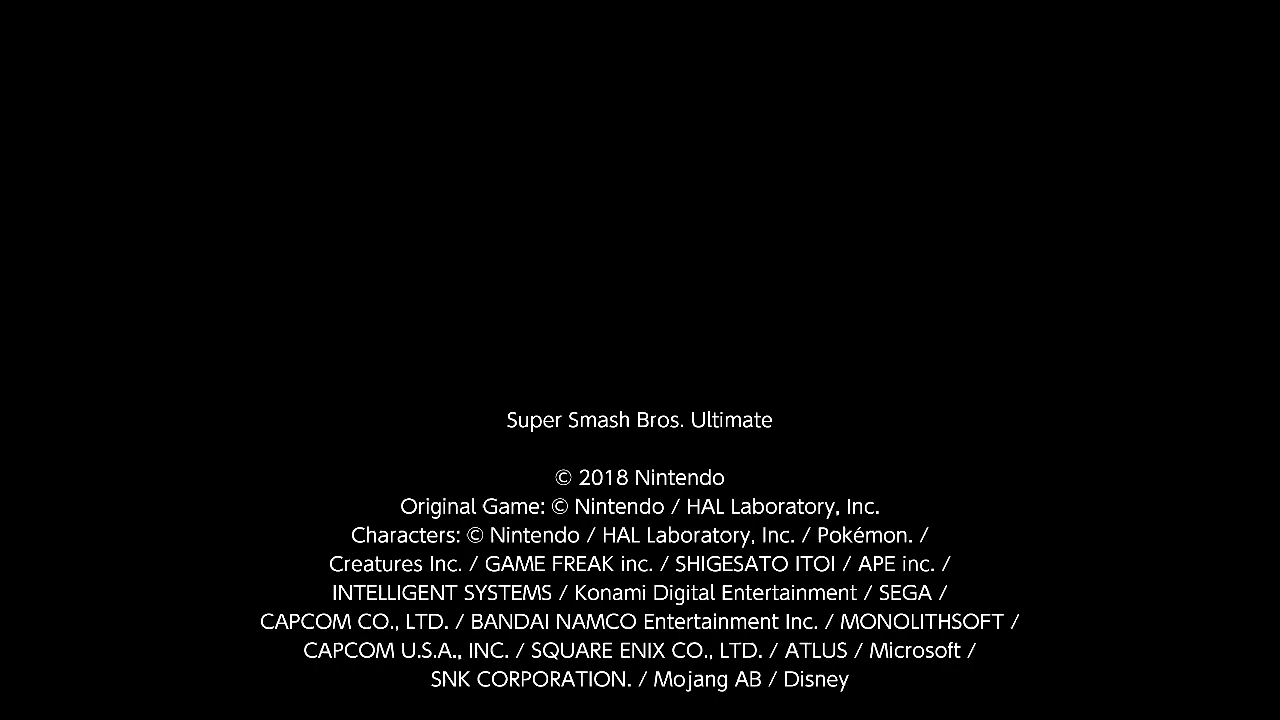 Super Smash Bros. Ultimate
© 2018 Nintendo
Original Game: © Nintendo / HAL Laboratory, Inc.
Characters: © Nintendo / HAL Laboratory, Inc. / Pokémon. /
Creatures Inc. / GAME FREAK inc. / SHIGESATO ITOI / APE inc. /
INTELLIGENT SYSTEMS / Konami Digital Entertainment / SEGA /
CAPCOM CO., LTD. / BANDAI NAMCO Entertainment Inc. / MONOLITHSOFT /
CAPCOM U.S.A., INC. / SQUARE ENIX CO., LTD. / ATLUS / Microsoft /
SNK CORPORATION. / Mojang AB / Disney